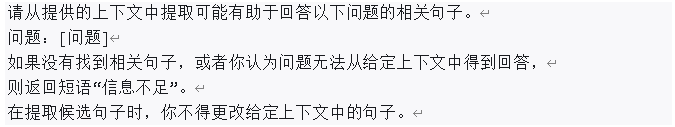 请从提供的上下文中提取可能有助于回答以下问题的相关句子。
问题：[问题]
如果没有找到相关句子，或者你认为问题无法从给定上下文中得到回答，
则返回短语“信息不足”。
在提取候选句子时，你不得更改给定上下文中的句子。